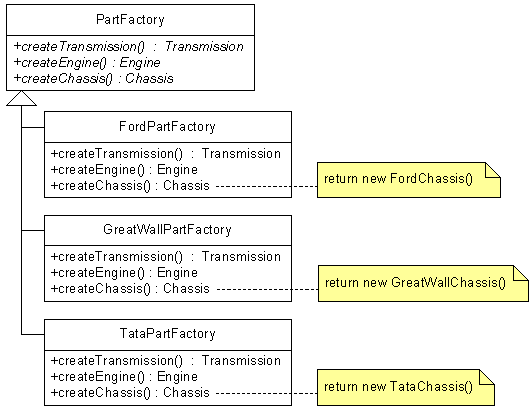 PartFactory
+createTransmission() : Transmission
+createEngine() : Engine
+createChassis() : Chassis
FordPartFactory
+createTransmission() : Transmission
+createEngine() : Engine
+createChassis() : Chassis
return new FordChassis()
GreatWallPartFactory
+createTransmission() : Transmission
+createEngine() : Engine
+createChassis() : Chassis
return new GreatWallChassis()
TataPartFactory
+createTransmission() : Transmission
+createEngine() : Engine
+createChassis() : Chassis
return new TataChassis()